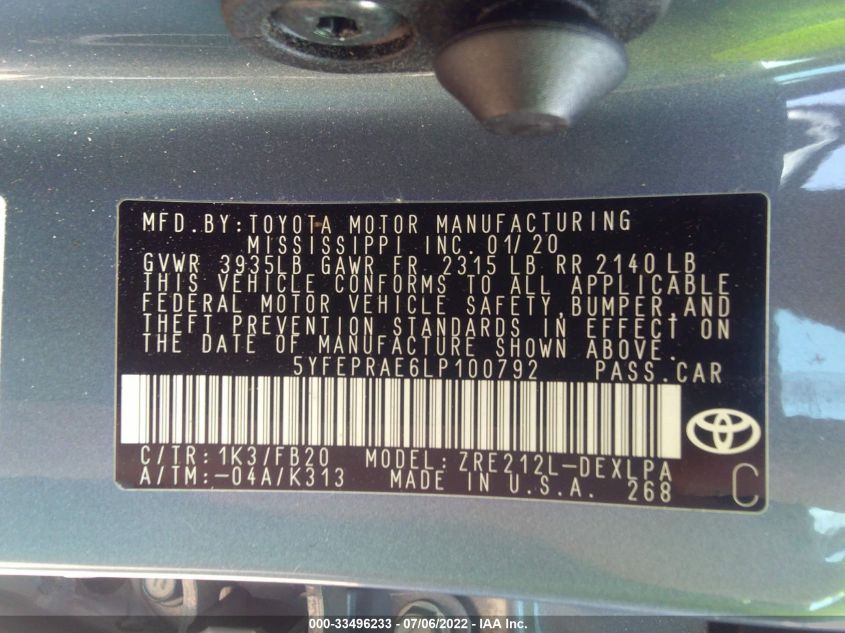 MFD.BY:TOYOTA MOTOR MANUFACTURING
MISSISSIPPI INC. 01/20
GVWR 3935LB GAWR FR 2315 LB RR 2140 LB
THIS VEHICLE CONFORMS TO ALL APPLICABLE
FEDERAL MOTOR VEHICLE SAFETY,BUMPER,AND
THEFT PREVENTION STANDARDS IN EFFECT ON
THE DATE OF MANUFACTURE SHOWN ABOVE.
5YFEPRAE6LP100792 PASS.CAR
C/TR:1K3/FB20 MODEL:ZRE212L-DEXLPA
A/TM:-04A/K313 MADE IN U.S.A. 268 C
000-33496233 - 07/06/2022 - IAA Inc.